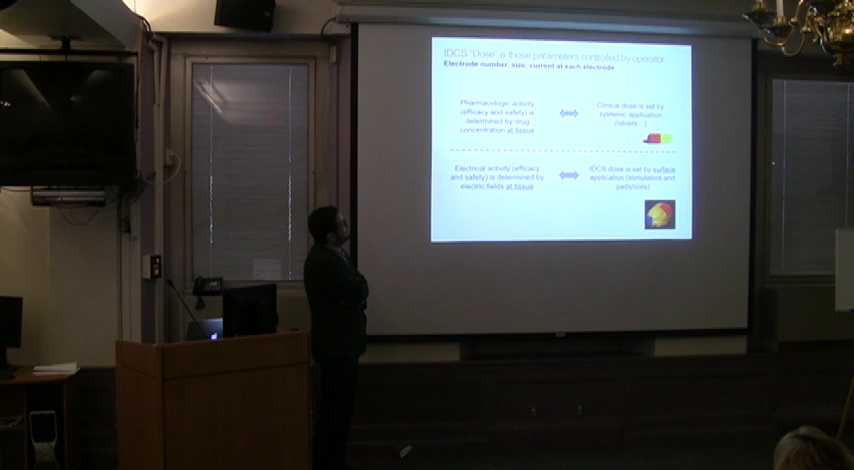 tDCS "Dose" is those parameters controlled by operator
Electrode number, size, current at each electrode
Pharmacologic activity
(efficacy and safety) is
determined by drug
concentration at tissue
Clinical dose is set by
systemic application
(tablets…)
Electrical activity (efficacy
and safety) is determined by
electric fields at tissue
tDCS dose is set by surface
application (stimulators and
pads/coils)